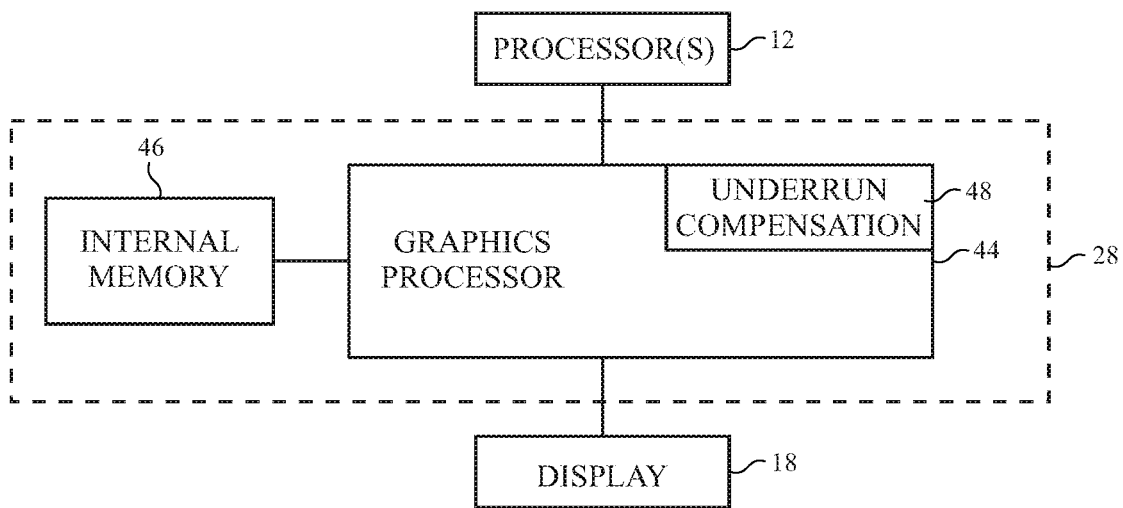 PROCESSOR(S)
12
46
INTERNAL
MEMORY
GRAPHICS
PROCESSOR
UNDERRUN
COMPENSATION
48
44
28
DISPLAY
18